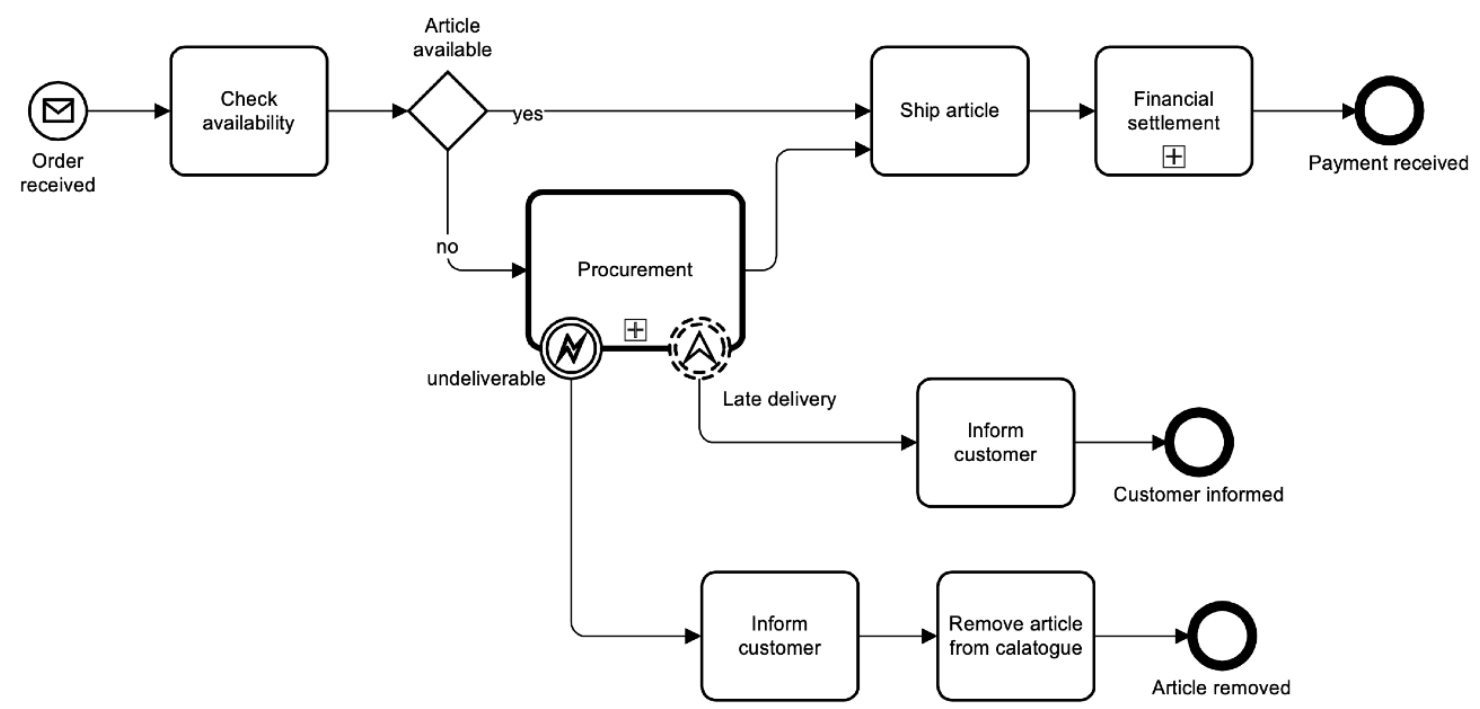 Article
available
Check
availability
Ship article
Financial
settlement
yes
Order
received
Payment received
no
Procurement
undeliverable
Late delivery
Inform
customer
Customer informed
Inform
customer
Remove article
from calatogue
Article removed